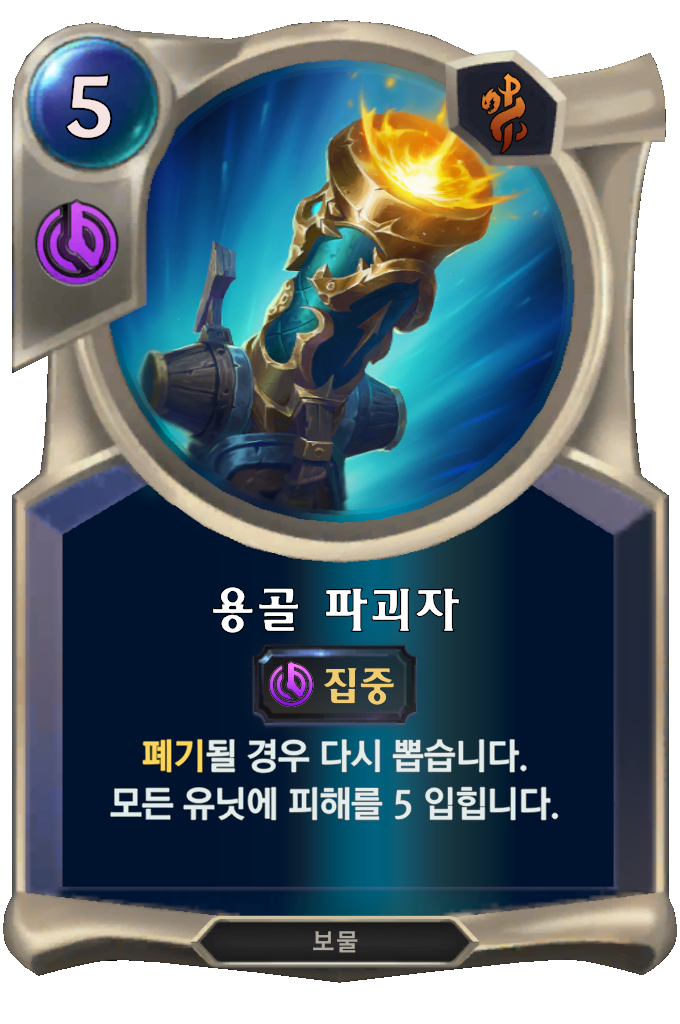 5
용골 파괴자
집중
폐기될 경우 다시 뽑습니다.
모든 유닛에 피해를 5 입힙니다.
보물